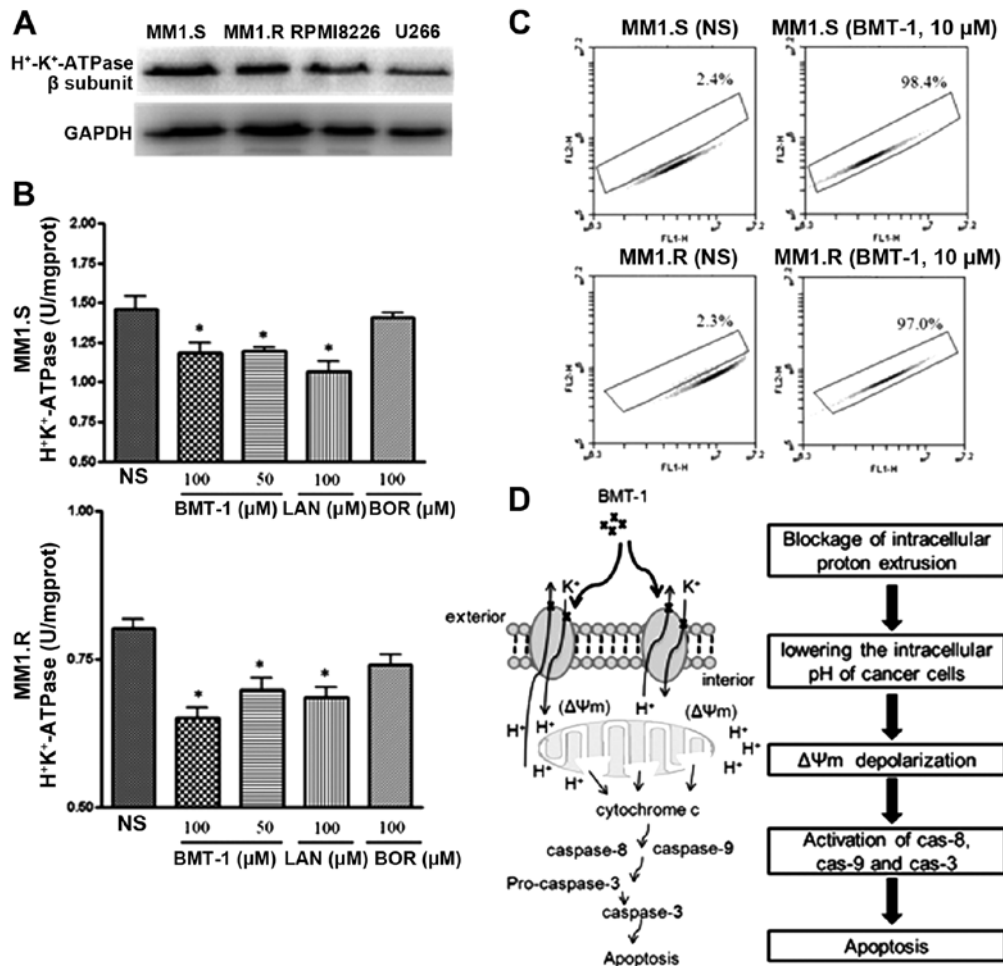 A
MM1.S MM1.R RPMI8226 U266
H⁺-K⁺-ATPase
β subunit
GAPDH
B
MM1.S
H⁺K⁺-ATPase (U/mgprot)
2.00
1.75
1.50
1.25
1.00
0.75
0.50
* * *
NS 100 50 100 100
BMT-1 (μM) LAN (μM) BOR (μM)
MM1.R
H⁺K⁺-ATPase (U/mgprot)
1.00
0.75
0.50
* * *
NS 100 50 100 100
BMT-1 (μM) LAN (μM) BOR (μM)
C
MM1.S (NS)
2.4%
FL2-H
FL1-H
MM1.S (BMT-1, 10 μM)
98.4%
FL2-H
FL1-H
MM1.R (NS)
2.3%
FL2-H
FL1-H
MM1.R (BMT-1, 10 μM)
97.0%
FL2-H
FL1-H
D
BMT-1
K⁺ K⁺
exterior
interior
(ΔΨm) (ΔΨm)
H⁺ H⁺ H⁺
H⁺ H⁺ H⁺ H⁺ H⁺
cytochrome c
caspase-8 caspase-9
Pro-caspase-3
caspase-3
Apoptosis
Blockage of intracellular
proton extrusion
lowering the intracellular
pH of cancer cells
ΔΨm depolarization
Activation of cas-8,
cas-9 and cas-3
Apoptosis